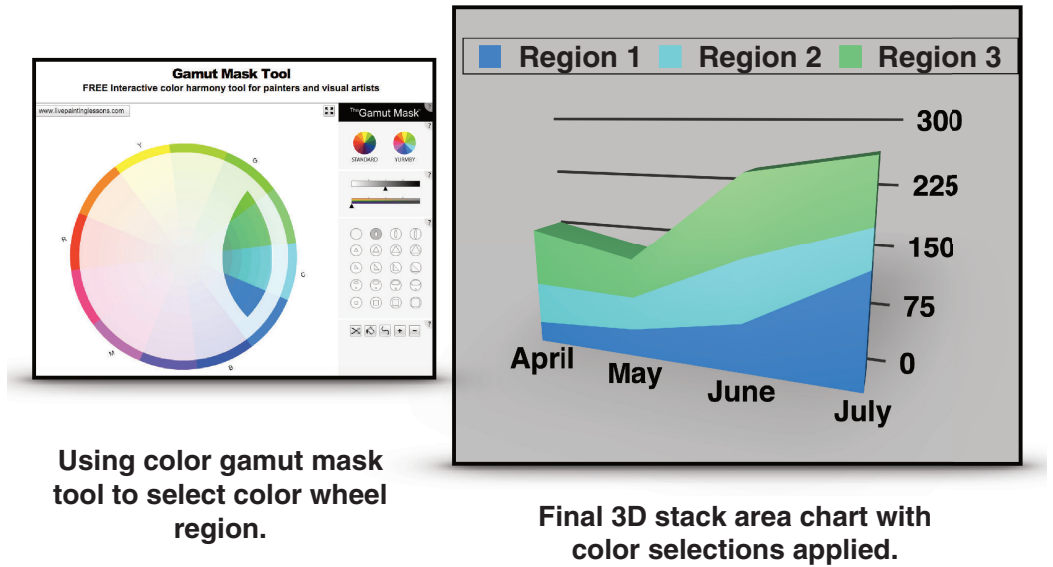 Gamut Mask Tool
FREE Interactive color harmony tool for painters and visual artists
www.livepaintinglessons.com
The Gamut Mask
?
?
STANDARD
YURMBY
?
?
?
Y
G
R
C
M
B
Using color gamut mask
tool to select color wheel
region.
Region 1 Region 2 Region 3
300
225
150
75
0
April
May
June
July
Final 3D stack area chart with
color selections applied.